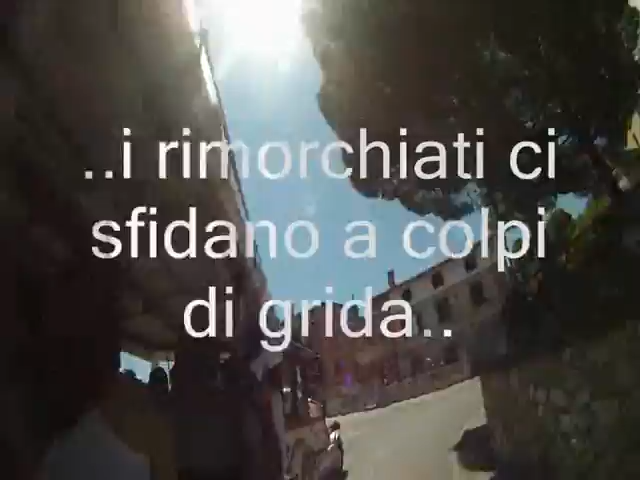 ..i rimorchiati ci
sfidano a colpi
di grida..